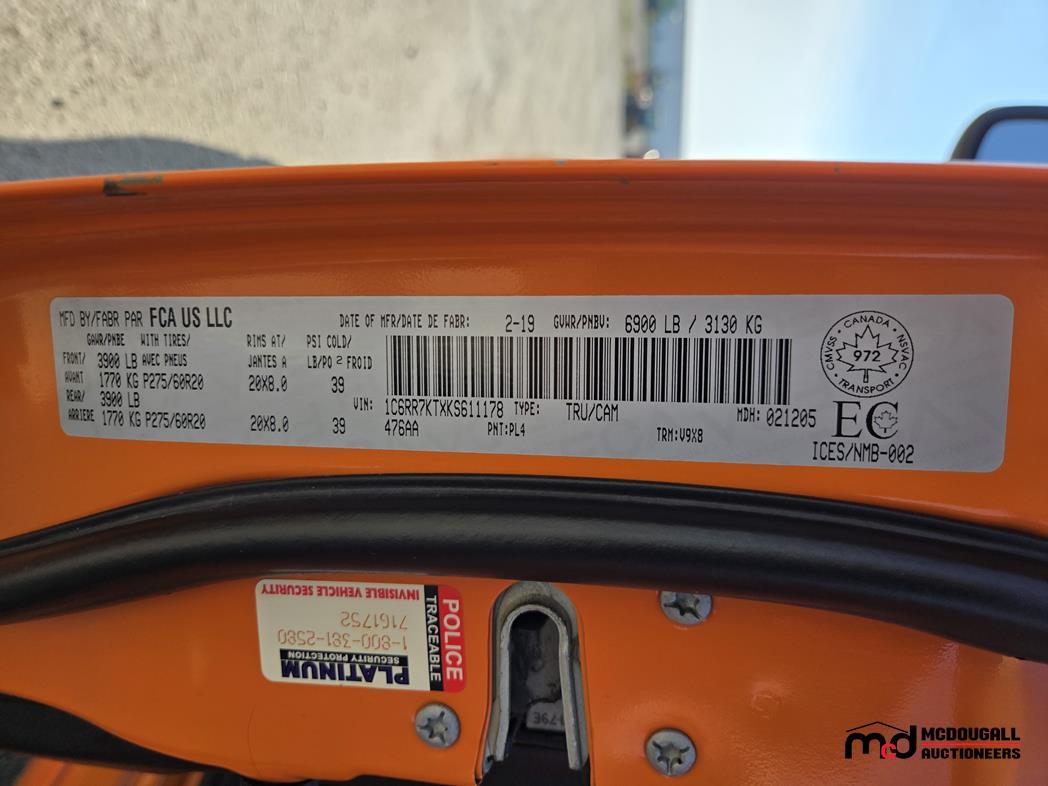 MFD BY/FABR PAR FCA US LLC
DATE OF MFR/DATE DE FABR: 2-19 GVWR/PNBV: 6900 LB / 3130 KG
GAWR/PNBE WITH TIRES/ RIMS AT/ PSI COLD/
FRONT/ 3900 LB AVEC PNEUS JANTES A LB/PO ² FROID
AVANT 1770 KG P275/60R20 20X8.0 39
REAR/ 3900 LB
ARRIERE 1770 KG P275/60R20 20X8.0 39
VIN: 1C6RR7KTXKS611178 TYPE: TRU/CAM MDH: 021205
476AA PNT:PL4 TRM:V9X8
CANADA
CMVSS · NSVAC
972
TRANSPORT
EC
ICES/NMB-002
POLICE
TRACEABLE
PLATINUM
SECURITY PROTECTION
1-800-381-2580
7161752
INVISIBLE VEHICLE SECURITY
mcd MCDOUGALL
AUCTIONEERS